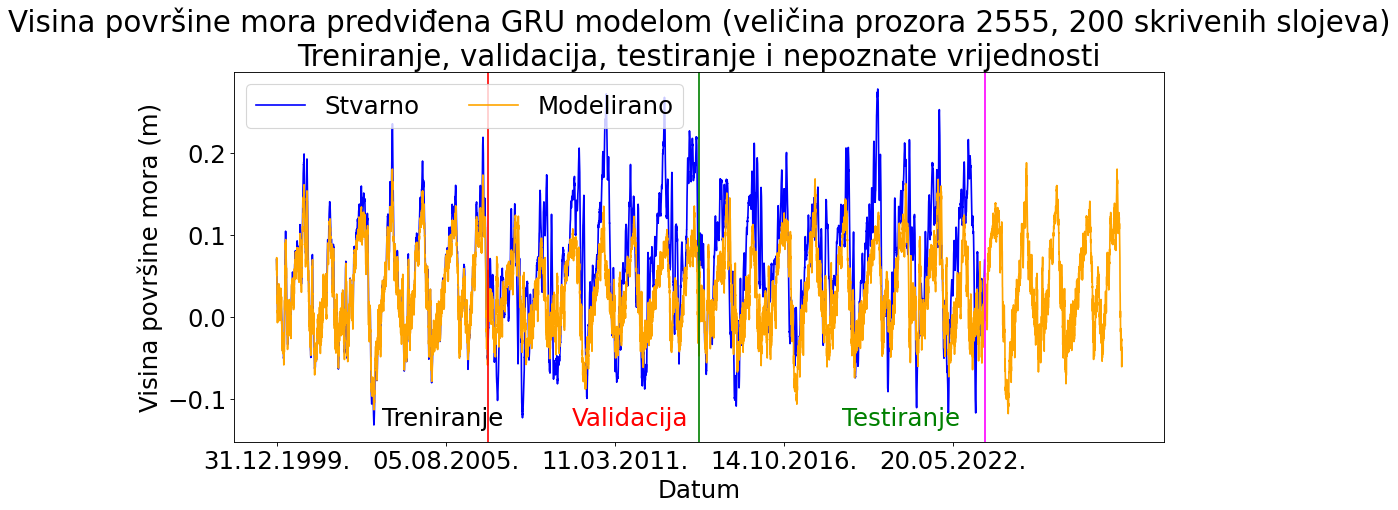 Visina površine mora predviđena GRU modelom (veličina prozora 2555, 200 skrivenih slojeva)
Treniranje, validacija, testiranje i nepoznate vrijednosti
Stvarno Modelirano
Visina površine mora (m)
0.2
0.1
0.0
−0.1
Treniranje Validacija Testiranje
31.12.1999. 05.08.2005. 11.03.2011. 14.10.2016. 20.05.2022.
Datum